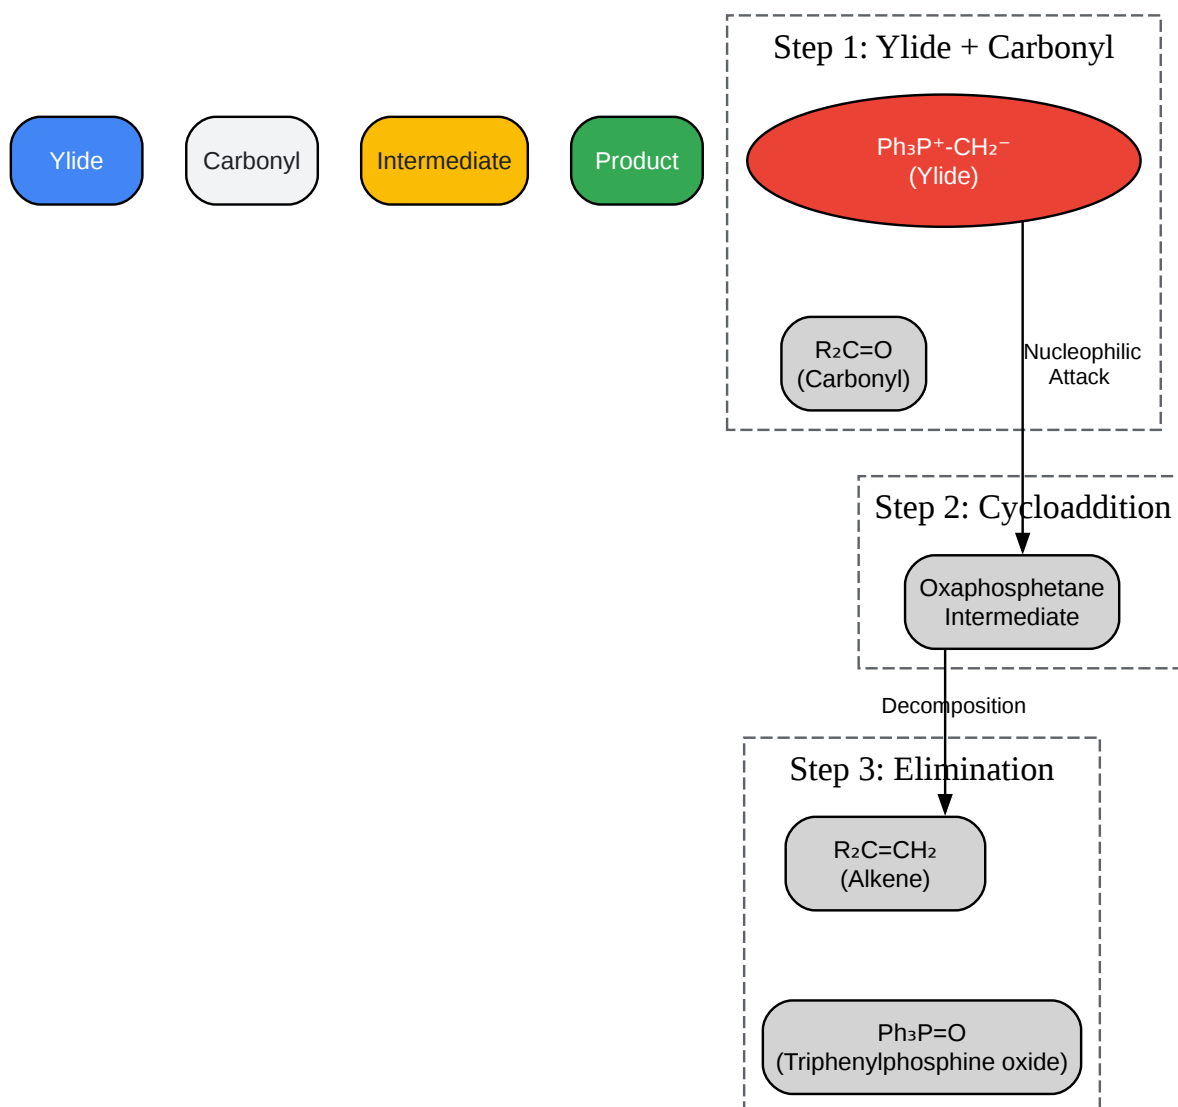 Step 1: Ylide + Carbonyl
Ylide
Carbonyl
Intermediate
Product
Ph₃P⁺-CH₂⁻
(Ylide)
R₂C=O
(Carbonyl)
Nucleophilic
Attack
Step 2: Cycloaddition
Oxaphosphetane
Intermediate
Decomposition
Step 3: Elimination
R₂C=CH₂
(Alkene)
Ph₃P=O
(Triphenylphosphine oxide)